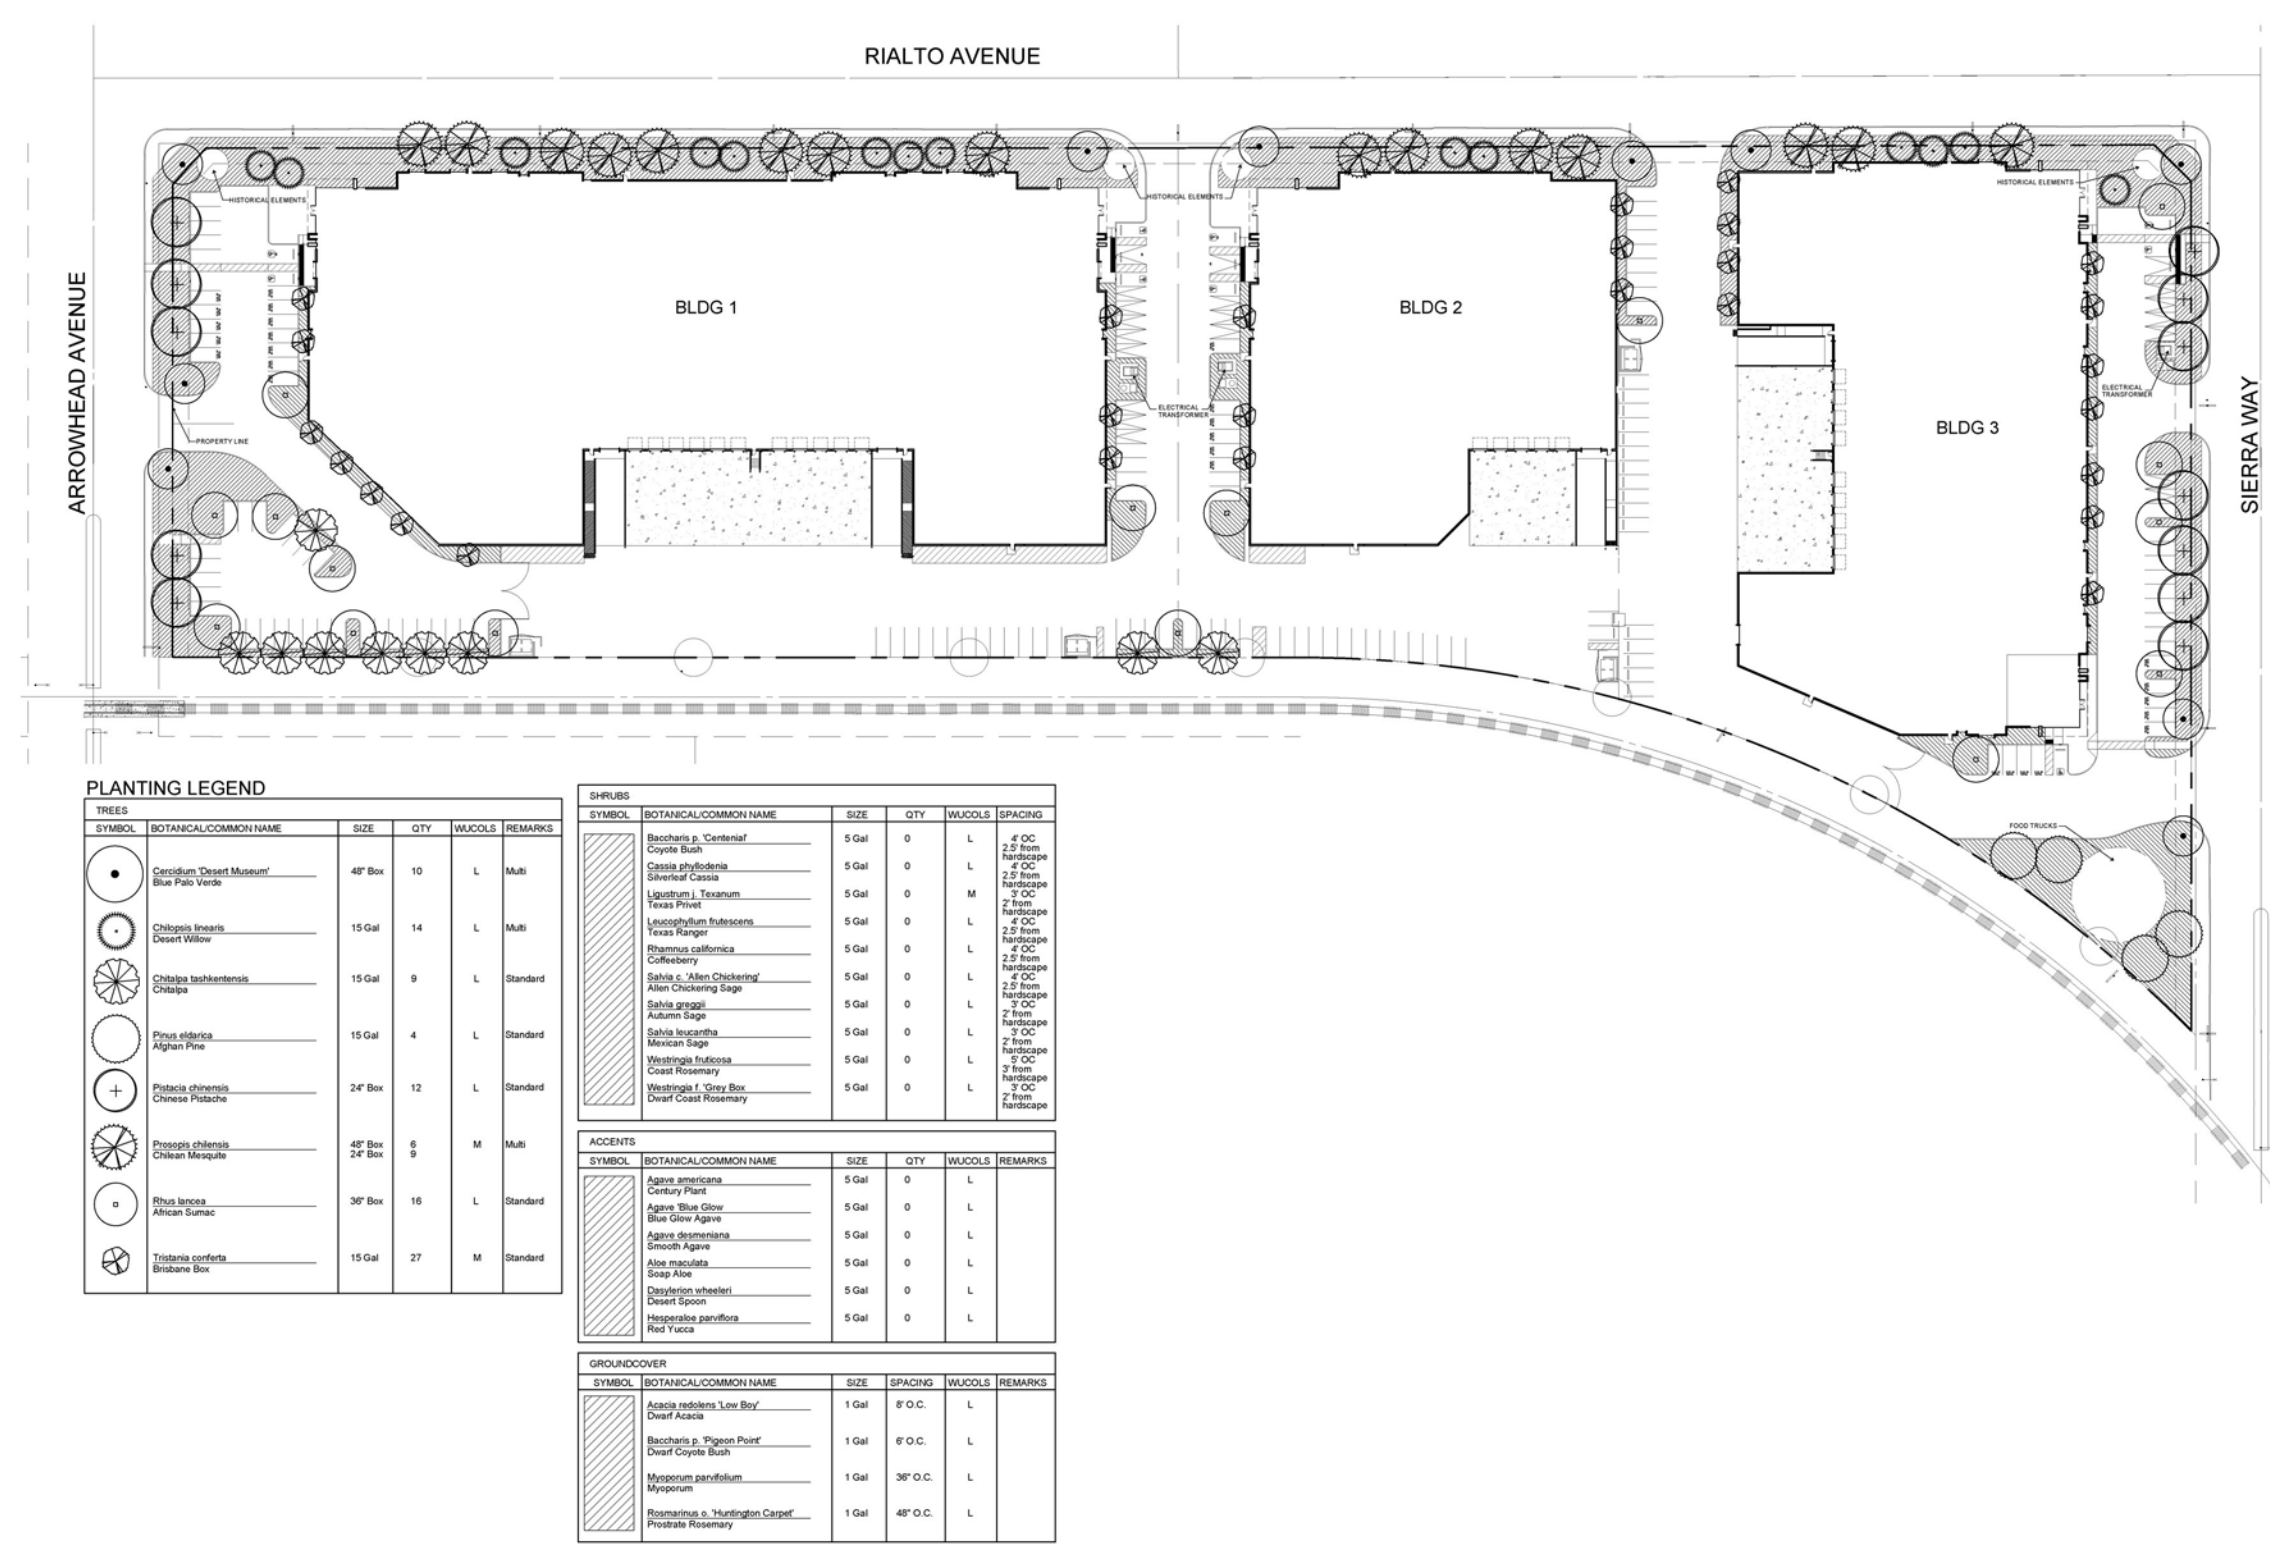 RIALTO AVENUE
ARROWHEAD AVENUE
SIERRA WAY
HISTORICAL ELEMENTS
HISTORICAL ELEMENTS
HISTORICAL ELEMENTS
BLDG 1
BLDG 2
BLDG 3
ELECTRICAL
TRANSFORMER
ELECTRICAL
TRANSFORMER
PROPERTY LINE
FOOD TRUCKS
PLANTING LEGEND
TREES
SYMBOL BOTANICAL/COMMON NAME SIZE QTY WUCOLS REMARKS
Cercidium 'Desert Museum' 48" Box 10 L Multi
Blue Palo Verde
Chilopsis linearis 15 Gal 14 L Multi
Desert Willow
Chitalpa tashkentensis 15 Gal 9 L Standard
Chitalpa
Pinus eldarica 15 Gal 4 L Standard
Afghan Pine
Pistacia chinensis 24" Box 12 L Standard
Chinese Pistache
Prosopis chilensis 48" Box 6 M Multi
Chilean Mesquite 24" Box 9
Rhus lancea 36" Box 16 L Standard
African Sumac
Tristania conferta 15 Gal 27 M Standard
Brisbane Box
SHRUBS
SYMBOL BOTANICAL/COMMON NAME SIZE QTY WUCOLS SPACING
Baccharis p. 'Centenial' 5 Gal 0 L 4' OC
Coyote Bush 2.5' from
hardscape
Cassia phyllodenia 5 Gal 0 L 4' OC
Silverleaf Cassia 2.5' from
hardscape
Ligustrum j. Texanum 5 Gal 0 M 3' OC
Texas Privet 2' from
hardscape
Leucophyllum frutescens 5 Gal 0 L 4' OC
Texas Ranger 2.5' from
hardscape
Rhamnus californica 5 Gal 0 L 4' OC
Coffeeberry 2.5' from
hardscape
Salvia c. 'Allen Chickering' 5 Gal 0 L 4' OC
Allen Chickering Sage 2.5' from
hardscape
Salvia greggii 5 Gal 0 L 3' OC
Autumn Sage 2' from
hardscape
Salvia leucantha 5 Gal 0 L 3' OC
Mexican Sage 2' from
hardscape
Westringia fruticosa 5 Gal 0 L 5' OC
Coast Rosemary 3' from
hardscape
Westringia f. 'Grey Box 5 Gal 0 L 3' OC
Dwarf Coast Rosemary 2' from
hardscape
ACCENTS
SYMBOL BOTANICAL/COMMON NAME SIZE QTY WUCOLS REMARKS
Agave americana 5 Gal 0 L
Century Plant
Agave 'Blue Glow 5 Gal 0 L
Blue Glow Agave
Agave desmeniana 5 Gal 0 L
Smooth Agave
Aloe maculata 5 Gal 0 L
Soap Aloe
Dasylerion wheeleri 5 Gal 0 L
Desert Spoon
Hesperaloe parviflora 5 Gal 0 L
Red Yucca
GROUNDCOVER
SYMBOL BOTANICAL/COMMON NAME SIZE SPACING WUCOLS REMARKS
Acacia redolens 'Low Boy' 1 Gal 8' O.C. L
Dwarf Acacia
Baccharis p. 'Pigeon Point' 1 Gal 6' O.C. L
Dwarf Coyote Bush
Myoporum parvifolium 1 Gal 36" O.C. L
Myoporum
Rosmarinus o. 'Huntington Carpet' 1 Gal 48" O.C. L
Prostrate Rosemary